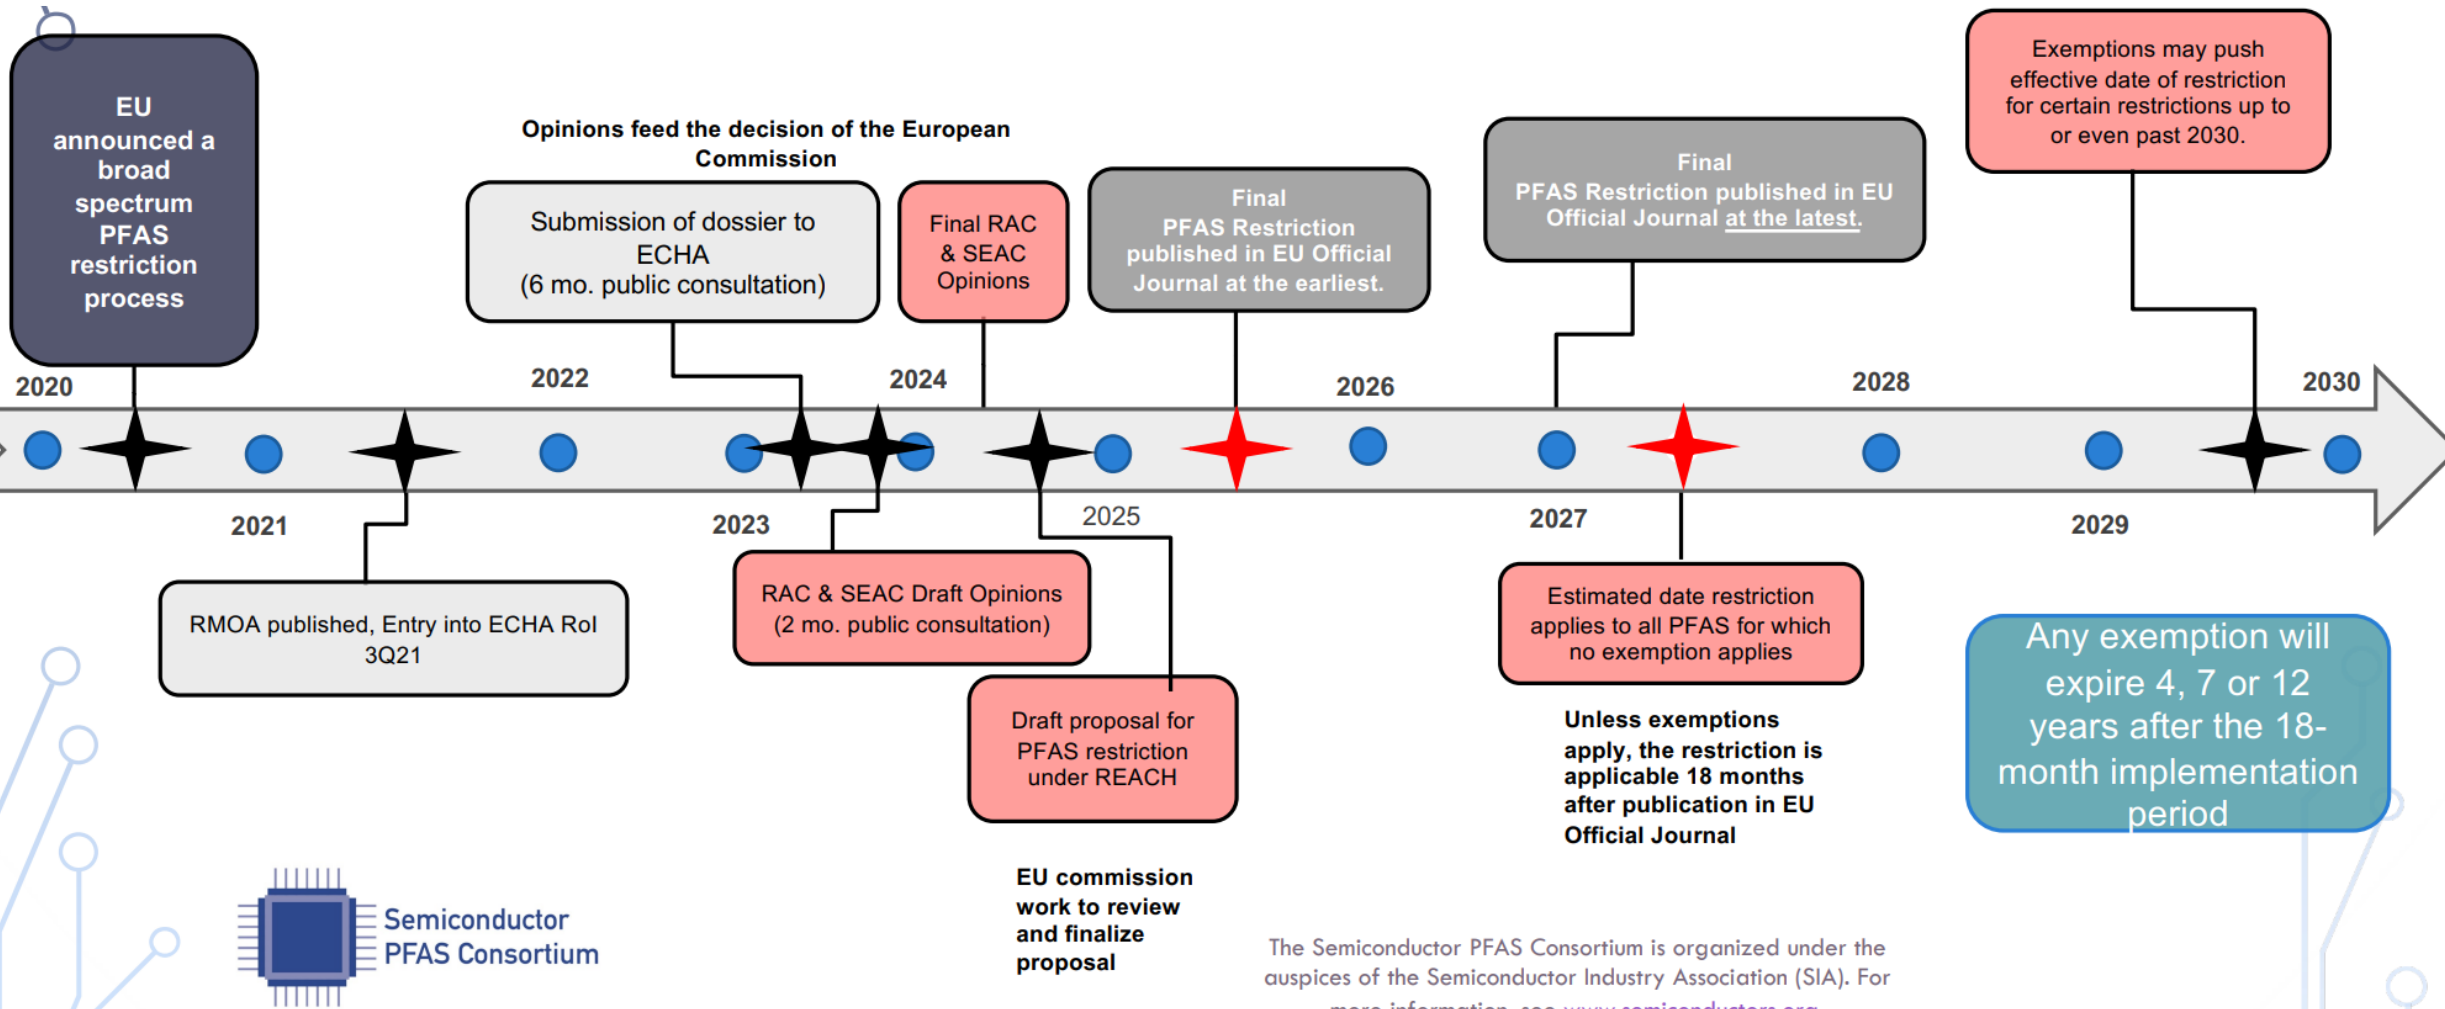 EU
announced a
broad
spectrum
PFAS
restriction
process
Opinions feed the decision of the European
Commission
Submission of dossier to
ECHA
(6 mo. public consultation)
Final RAC
& SEAC
Opinions
Final
PFAS Restriction
published in EU Official
Journal at the earliest.
Final
PFAS Restriction published in EU
Official Journal at the latest.
Exemptions may push
effective date of restriction
for certain restrictions up to
or even past 2030.
2020
2022
2024
2026
2028
2030
2021
2023
2025
2027
2029
RMOA published, Entry into ECHA RoI
3Q21
RAC & SEAC Draft Opinions
(2 mo. public consultation)
Draft proposal for
PFAS restriction
under REACH
EU commission
work to review
and finalize
proposal
Estimated date restriction
applies to all PFAS for which
no exemption applies
Unless exemptions
apply, the restriction is
applicable 18 months
after publication in EU
Official Journal
Any exemption will
expire 4, 7 or 12
years after the 18-
month implementation
period
Semiconductor
PFAS Consortium
The Semiconductor PFAS Consortium is organized under the
auspices of the Semiconductor Industry Association (SIA). For
more information, see www.semiconductors.org